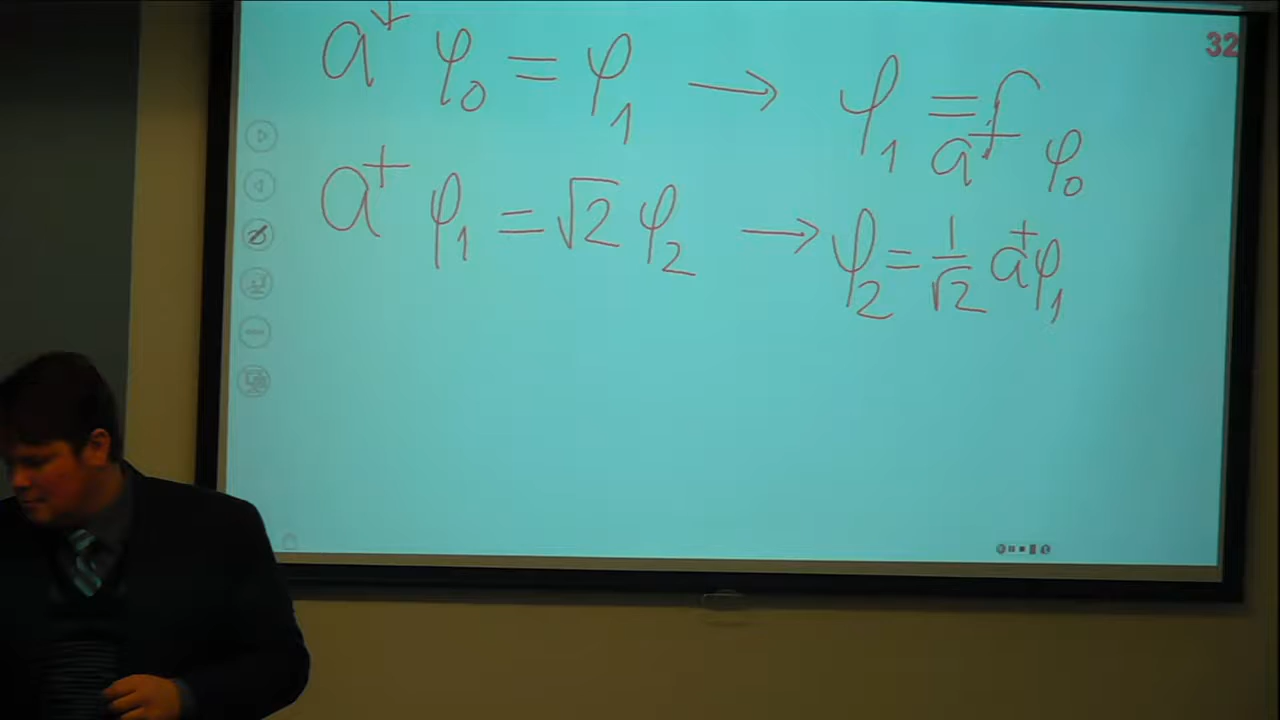 32
a⁺ φ₀ = φ₁ → φ₁ = a⁺ φ₀
a⁺ φ₁ = √2 φ₂ → φ₂ = 1/√2 a⁺ φ₁